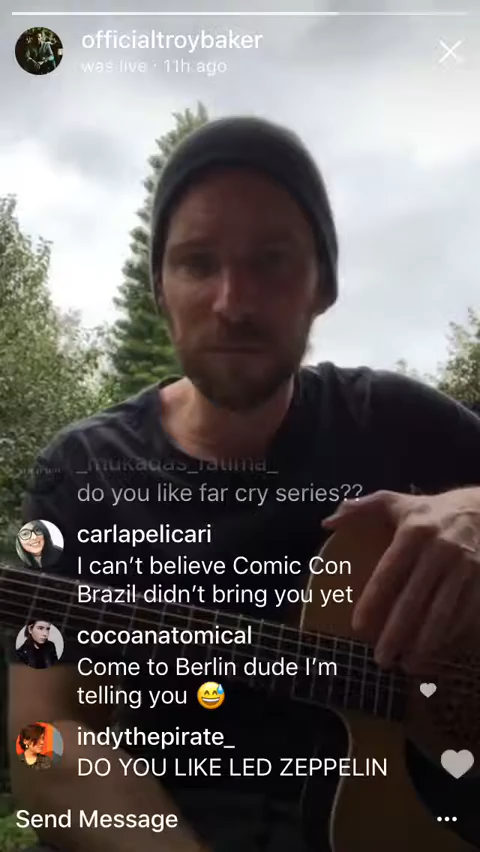 officialtroybaker
was live · 11h ago
_mukadas_fatima_
do you like far cry series??
carlapelicari
I can't believe Comic Con
Brazil didn't bring you yet
cocoanatomical
Come to Berlin dude I'm
telling you 😅
indythepirate_
DO YOU LIKE LED ZEPPELIN
Send Message